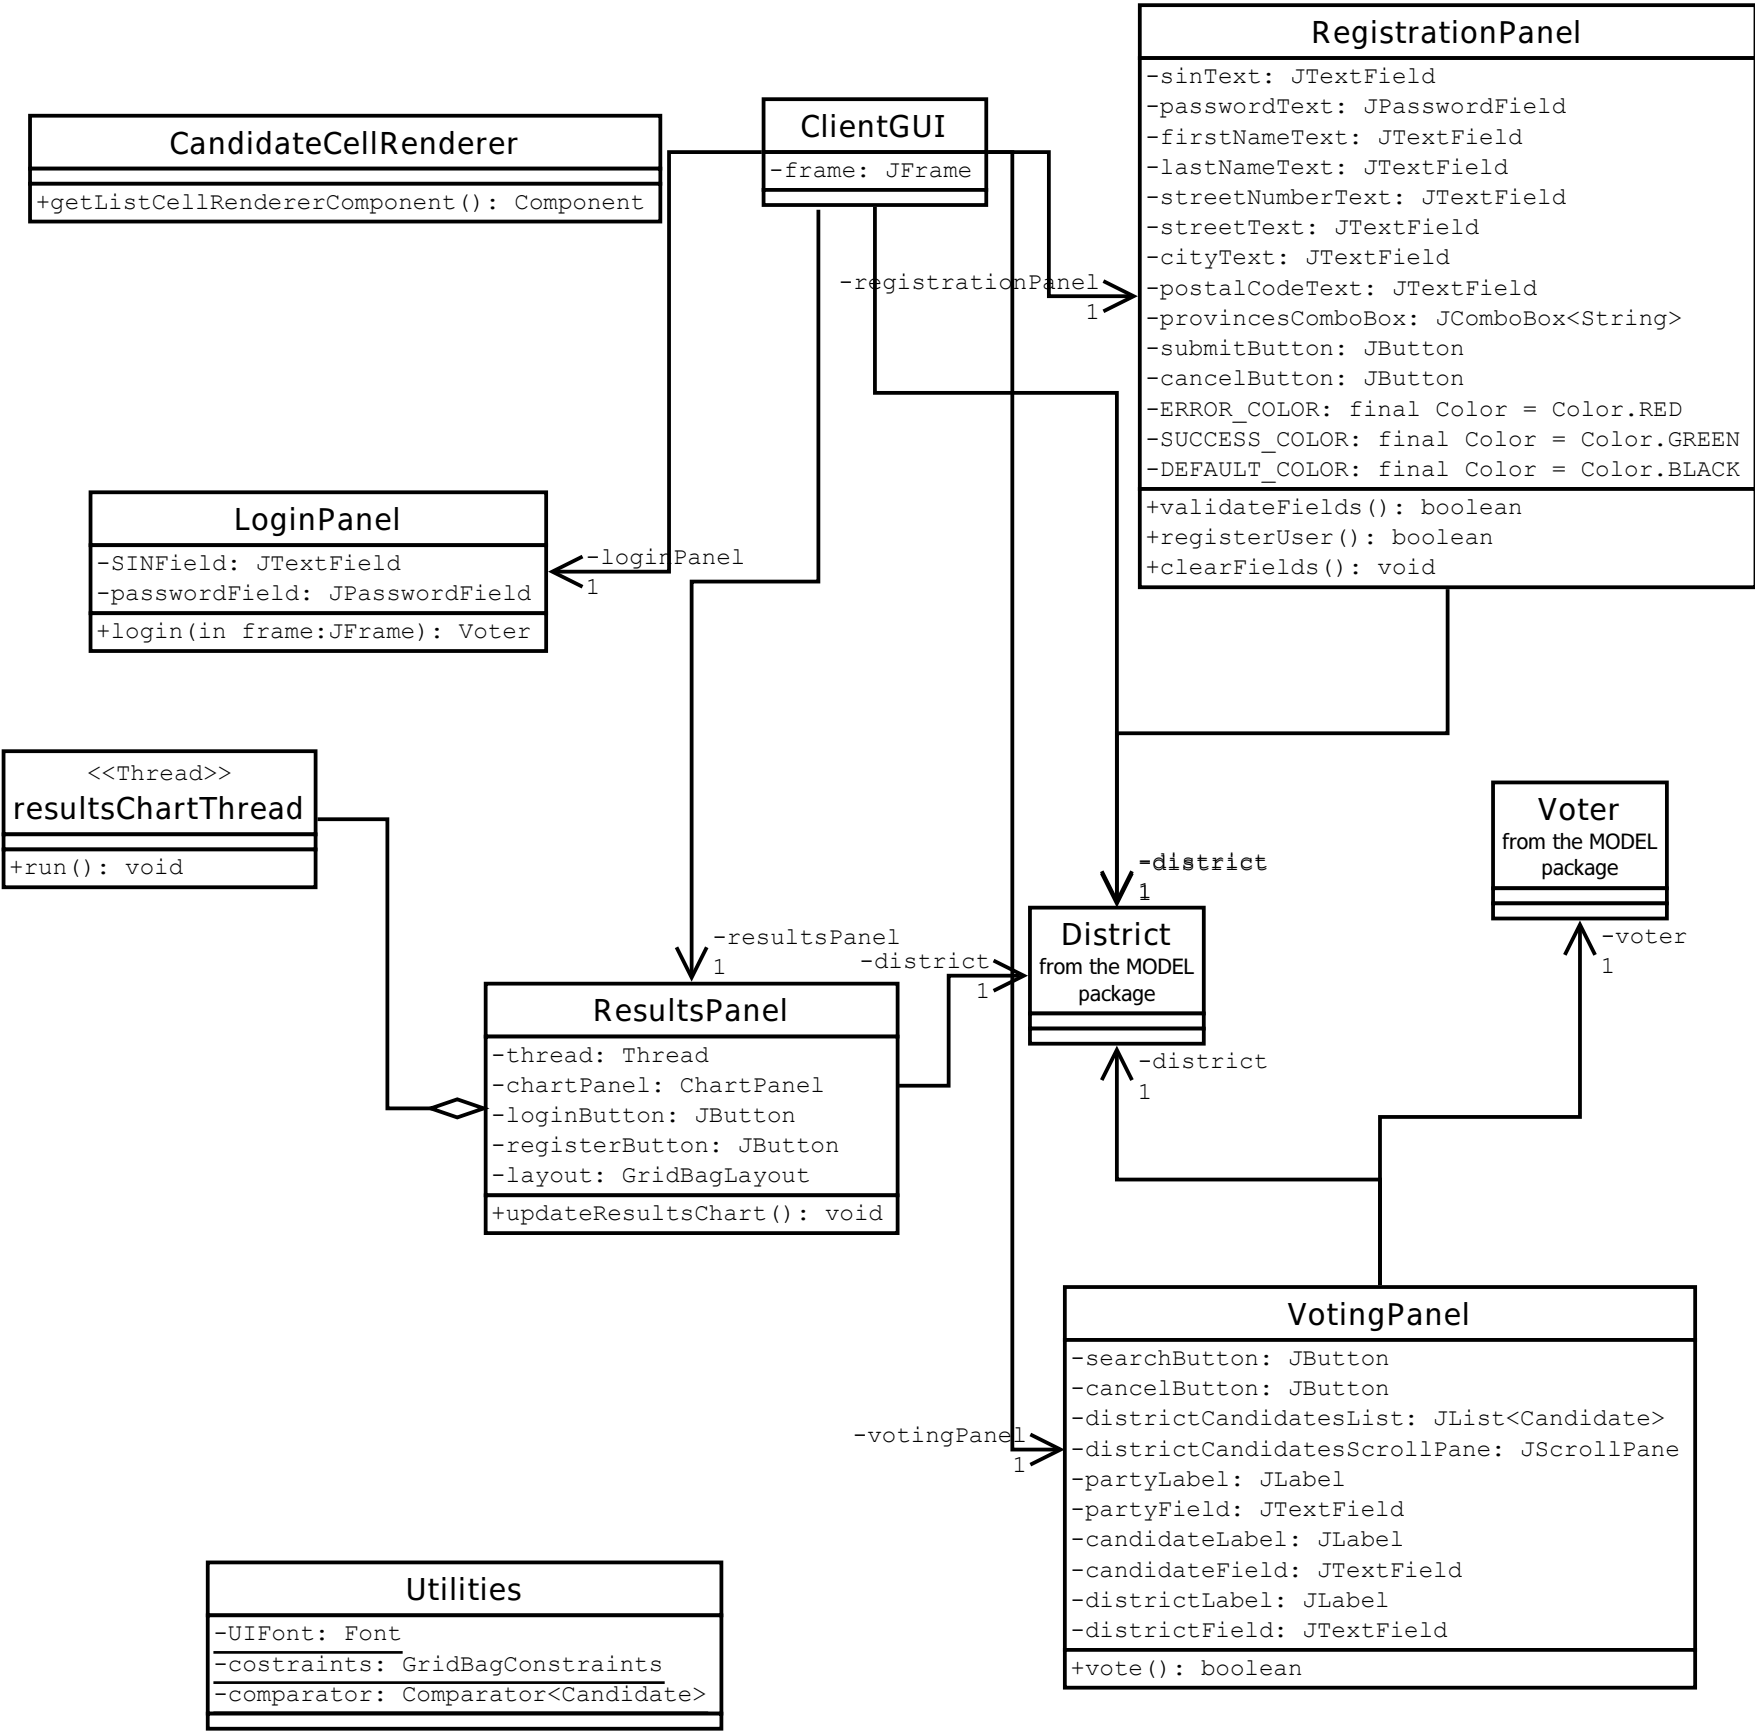 RegistrationPanel
-sinText: JTextField
-passwordText: JPasswordField
-firstNameText: JTextField
-lastNameText: JTextField
-streetNumberText: JTextField
-streetText: JTextField
-cityText: JTextField
-postalCodeText: JTextField
-provincesComboBox: JComboBox<String>
-submitButton: JButton
-cancelButton: JButton
-ERROR_COLOR: final Color = Color.RED
-SUCCESS_COLOR: final Color = Color.GREEN
-DEFAULT_COLOR: final Color = Color.BLACK
+validateFields(): boolean
+registerUser(): boolean
+clearFields(): void
ClientGUI
-frame: JFrame
CandidateCellRenderer
+getListCellRendererComponent(): Component
-registrationPanel
1
LoginPanel
-SINField: JTextField
-passwordField: JPasswordField
+login(in frame:JFrame): Voter
-loginPanel
1
<<Thread>>
resultsChartThread
+run(): void
Voter
from the MODEL
package
-voter
1
-district
1
District
from the MODEL
package
-resultsPanel
1
-district
1
ResultsPanel
-thread: Thread
-chartPanel: ChartPanel
-loginButton: JButton
-registerButton: JButton
-layout: GridBagLayout
+updateResultsChart(): void
-district
1
VotingPanel
-searchButton: JButton
-cancelButton: JButton
-districtCandidatesList: JList<Candidate>
-districtCandidatesScrollPane: JScrollPane
-partyLabel: JLabel
-partyField: JTextField
-candidateLabel: JLabel
-candidateField: JTextField
-districtLabel: JLabel
-districtField: JTextField
+vote(): boolean
-votingPanel
1
Utilities
-UIFont: Font
-costraints: GridBagConstraints
-comparator: Comparator<Candidate>